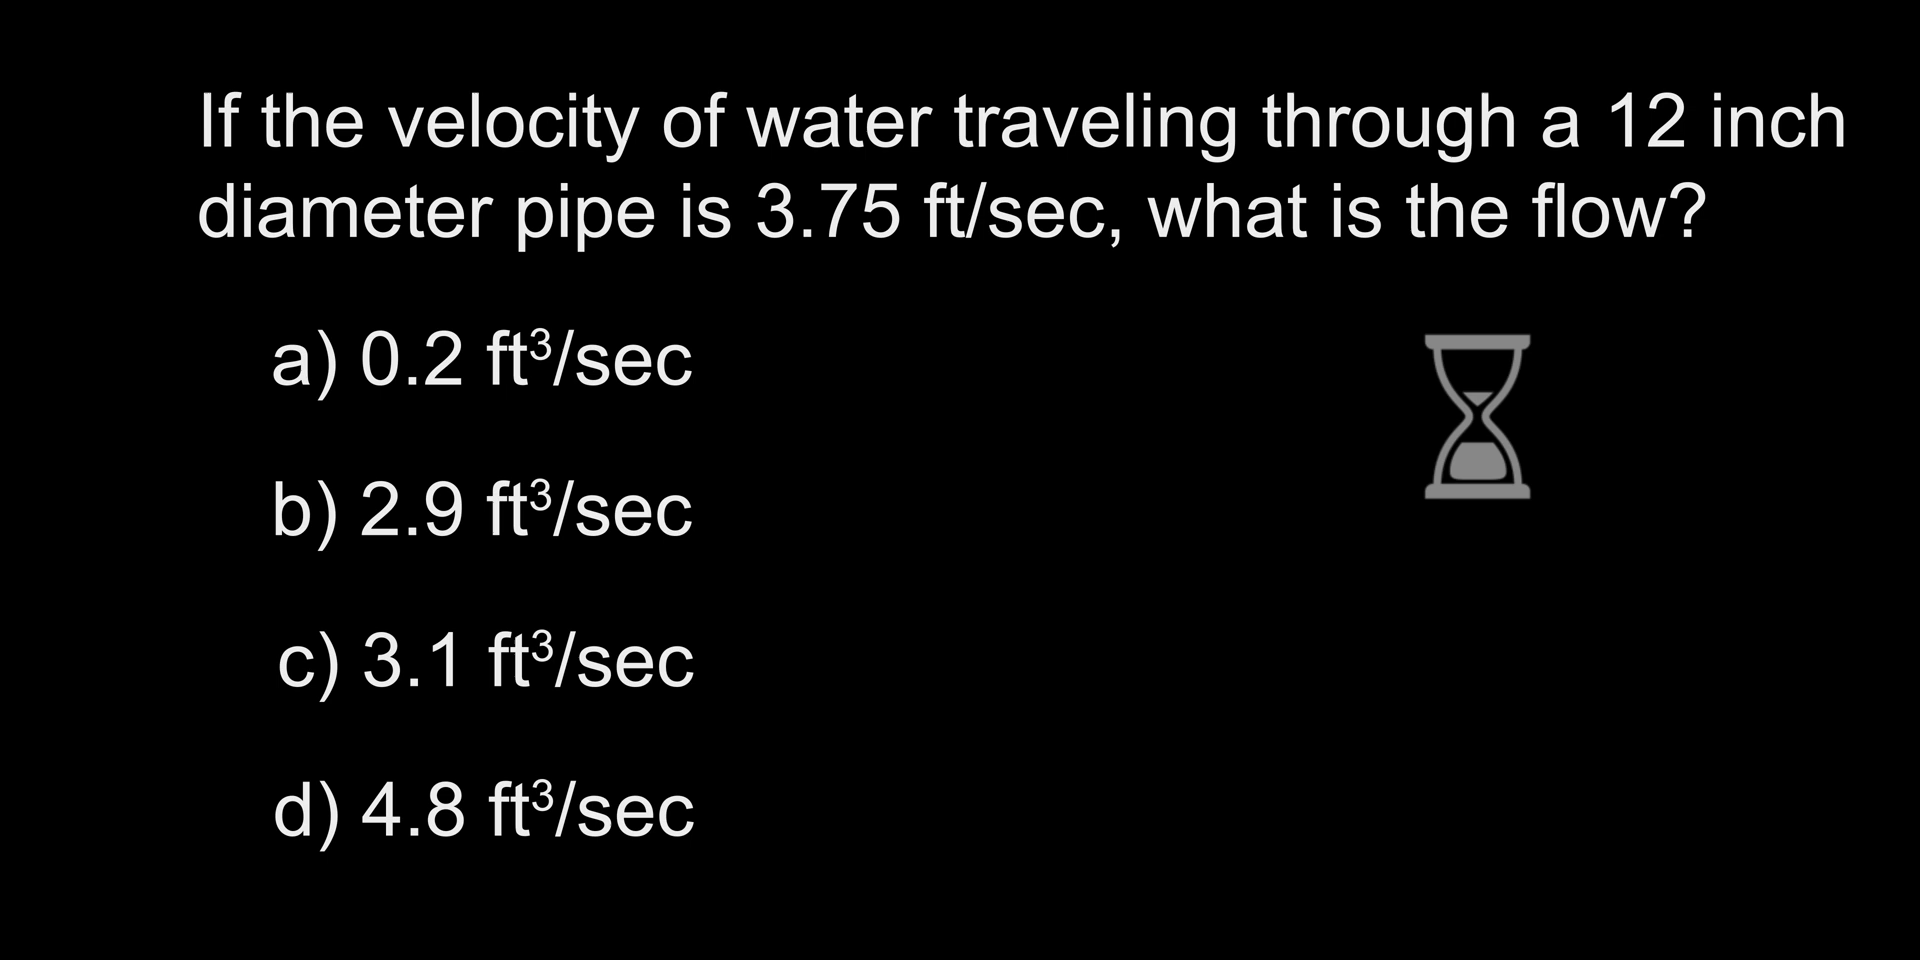 If the velocity of water traveling through a 12 inch
diameter pipe is 3.75 ft/sec, what is the flow?
a) 0.2 ft³/sec
b) 2.9 ft³/sec
c) 3.1 ft³/sec
d) 4.8 ft³/sec